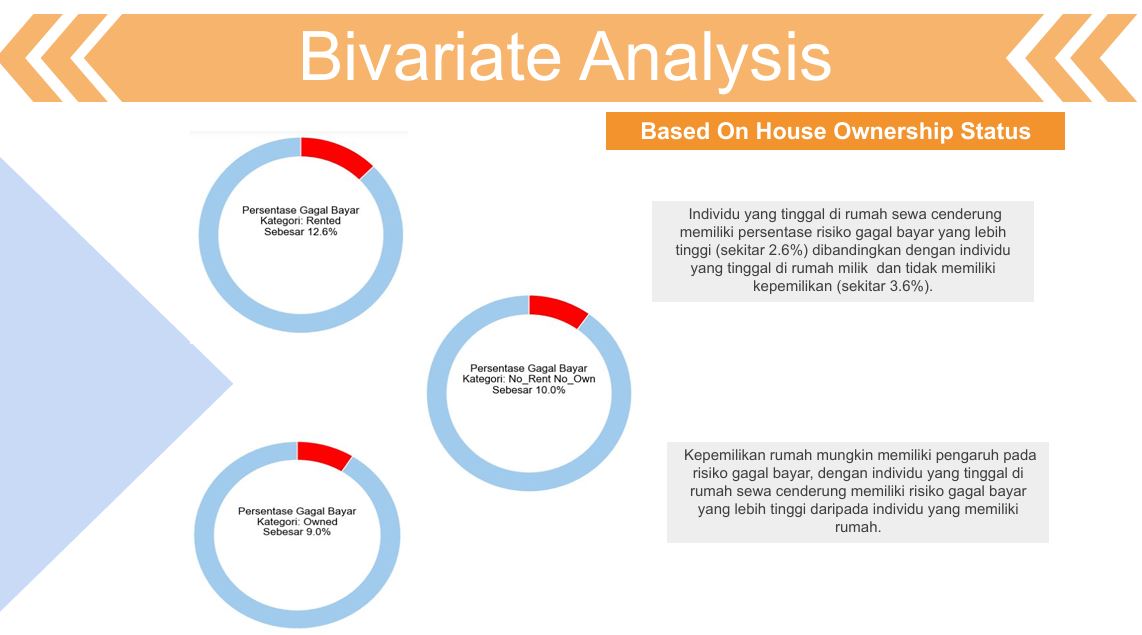 Bivariate Analysis
Based On House Ownership Status
Persentase Gagal Bayar
Kategori: Rented
Sebesar 12.6%
Individu yang tinggal di rumah sewa cenderung
memiliki persentase risiko gagal bayar yang lebih
tinggi (sekitar 2.6%) dibandingkan dengan individu
yang tinggal di rumah milik  dan tidak memiliki
kepemilikan (sekitar 3.6%).
Persentase Gagal Bayar
Kategori: No_Rent No_Own
Sebesar 10.0%
Persentase Gagal Bayar
Kategori: Owned
Sebesar 9.0%
Kepemilikan rumah mungkin memiliki pengaruh pada
risiko gagal bayar, dengan individu yang tinggal di
rumah sewa cenderung memiliki risiko gagal bayar
yang lebih tinggi daripada individu yang memiliki
rumah.